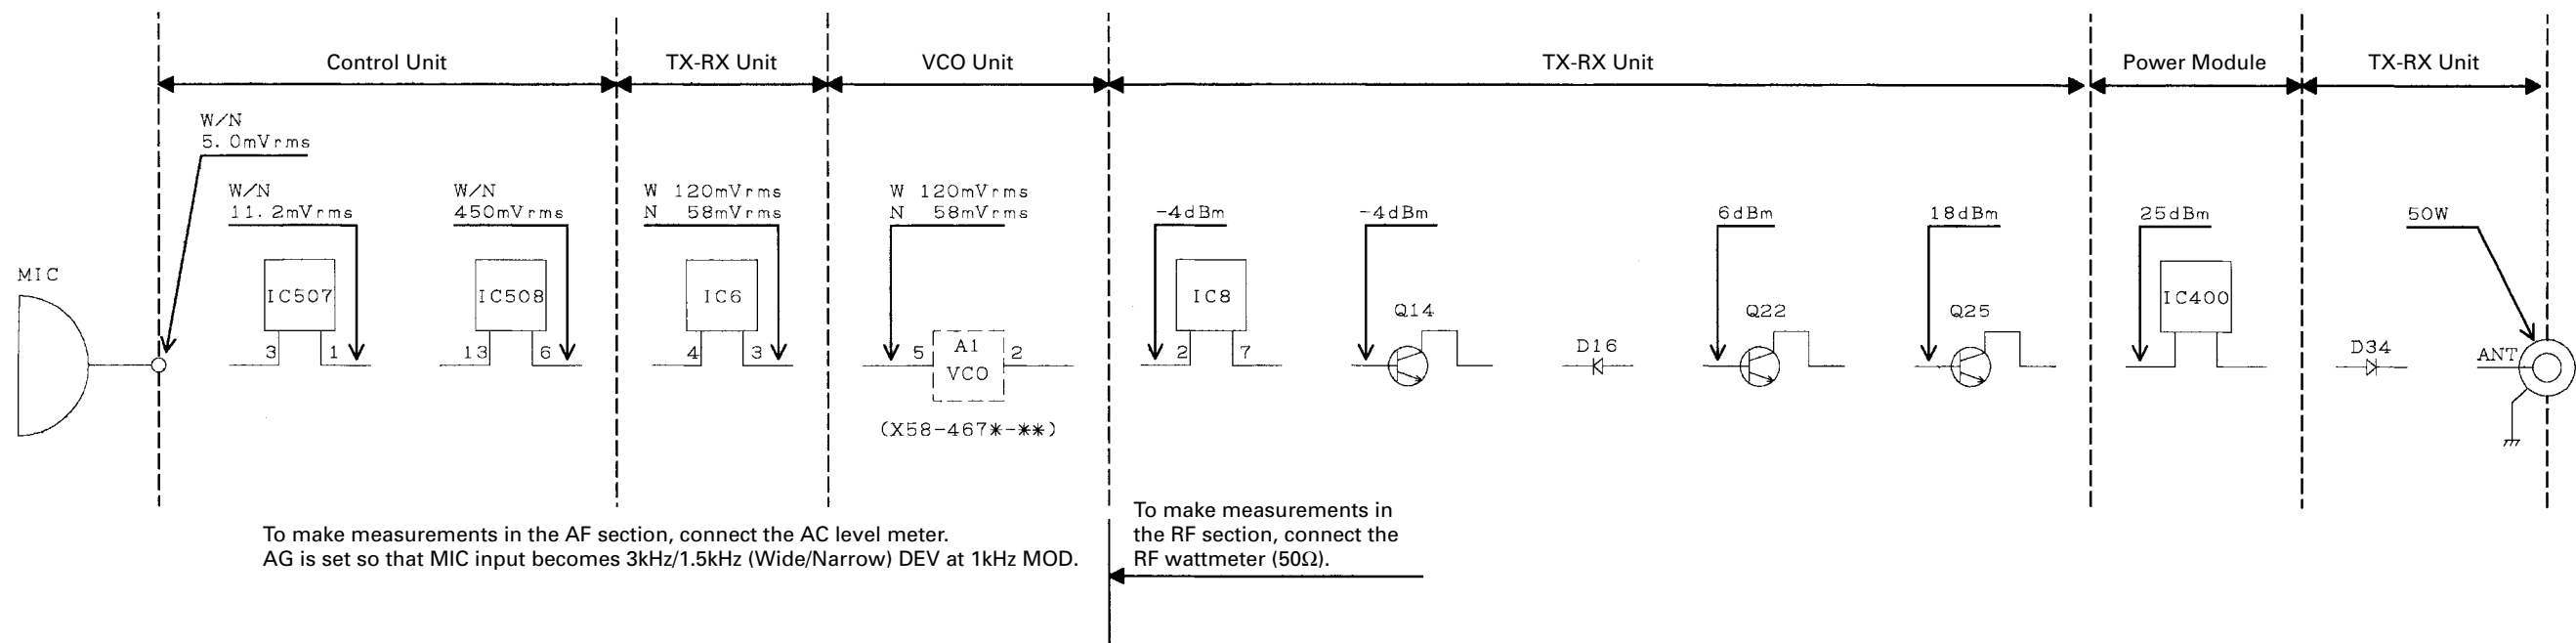 Control Unit
TX-RX Unit
VCO Unit
TX-RX Unit
Power Module
TX-RX Unit
W/N
5.0mVrms
W/N
11.2mVrms
W/N
450mVrms
W 120mVrms
N 58mVrms
W 120mVrms
N 58mVrms
-4dBm
-4dBm
6dBm
18dBm
25dBm
50W
MIC
IC507
3 1
IC508
13 6
IC6
4 3
5 A1 2
VCO
(X58-467*-**)
IC8
2 7
Q14
D16
Q22
Q25
IC400
D34
ANT
To make measurements in the AF section, connect the AC level meter.
AG is set so that MIC input becomes 3kHz/1.5kHz (Wide/Narrow) DEV at 1kHz MOD.
To make measurements in
the RF section, connect the
RF wattmeter (50Ω).